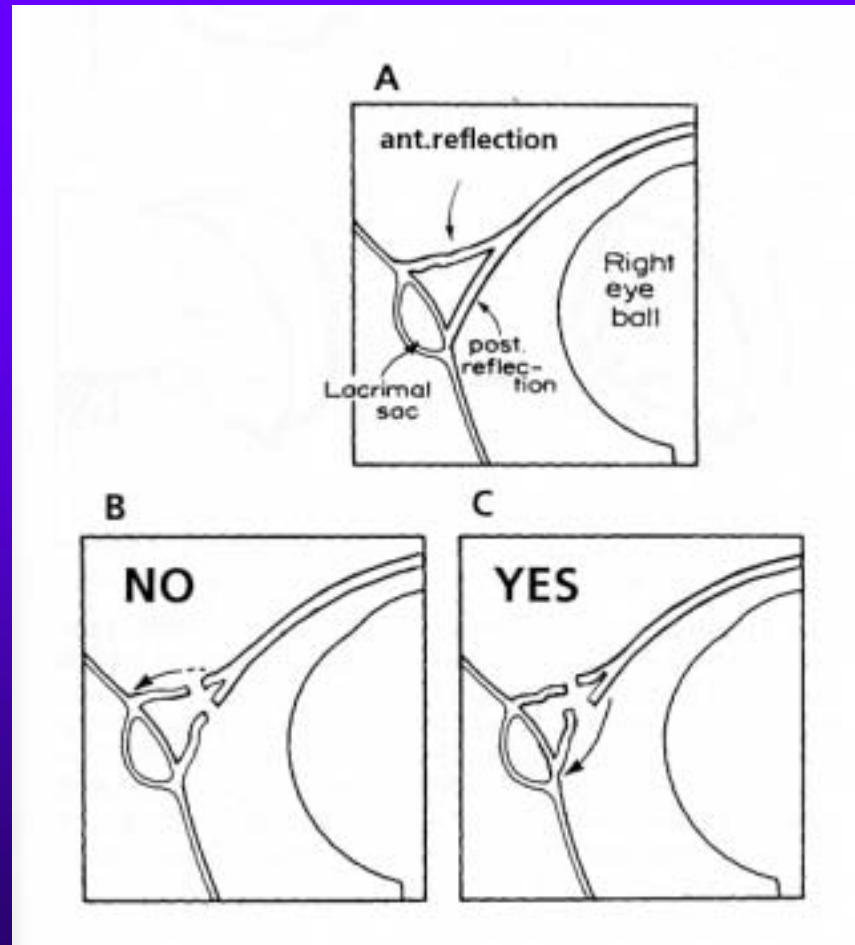 A
ant.reflection
Right
eye
ball
post.
reflec-
tion
Lacrimal
sac
B
NO
C
YES